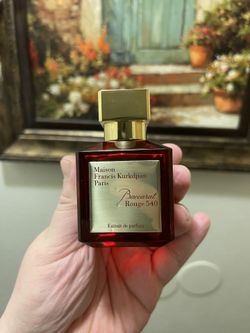 Maison
Francis Kurkdjian
Paris
Baccarat
Rouge 540
Extrait de parfum